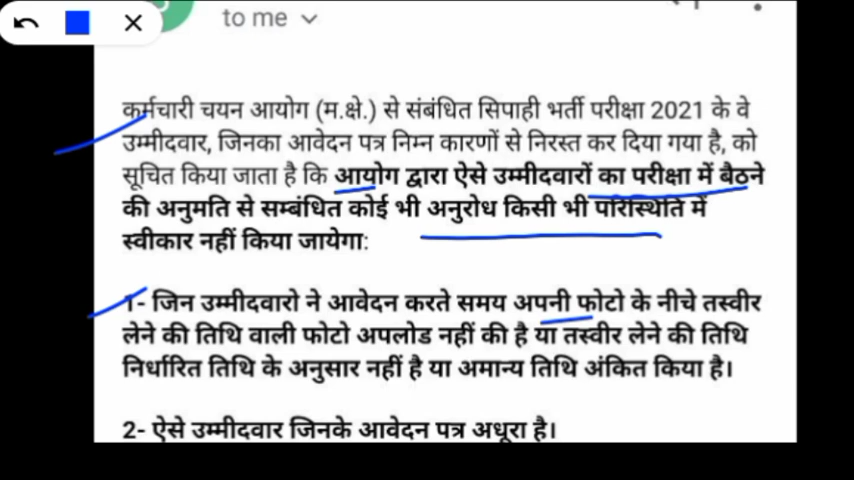 to me
कर्मचारी चयन आयोग (म.क्षे.) से संबंधित सिपाही भर्ती परीक्षा 2021 के वे
उम्मीदवार, जिनका आवेदन पत्र निम्न कारणों से निरस्त कर दिया गया है, को
सूचित किया जाता है कि आयोग द्वारा ऐसे उम्मीदवारों का परीक्षा में बैठने
की अनुमति से सम्बंधित कोई भी अनुरोध किसी भी परिस्थिति में
स्वीकार नहीं किया जायेगा:
1- जिन उम्मीदवारो ने आवेदन करते समय अपनी फोटो के नीचे तस्वीर
लेने की तिथि वाली फोटो अपलोड नहीं की है या तस्वीर लेने की तिथि
निर्धारित तिथि के अनुसार नहीं है या अमान्य तिथि अंकित किया है।
2- ऐसे उम्मीदवार जिनके आवेदन पत्र अधूरा है।